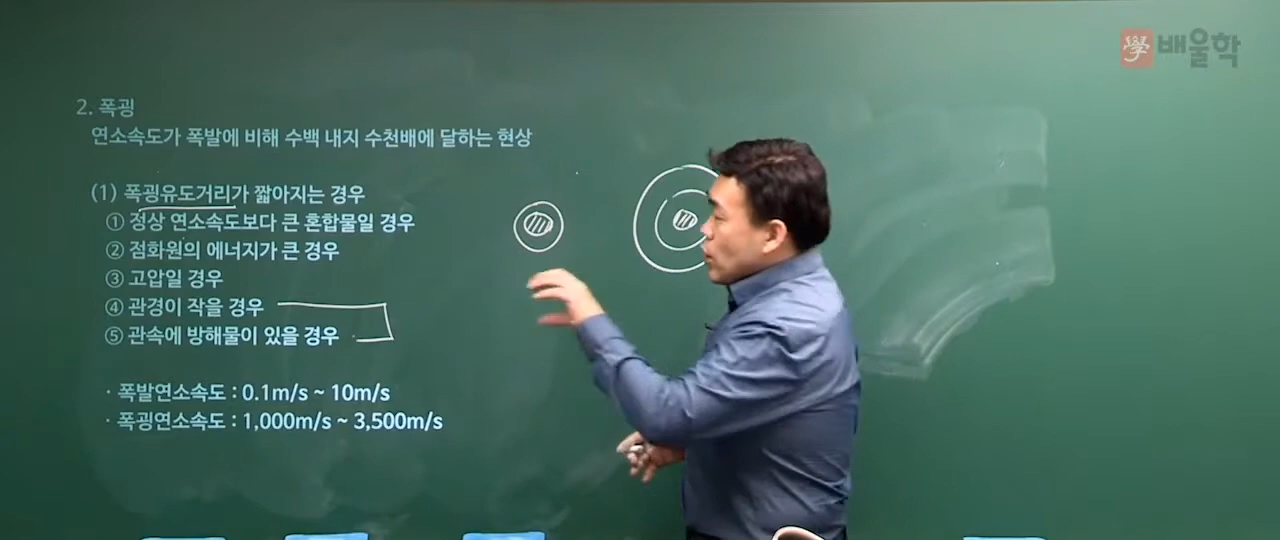 學 배울학
2. 폭굉
연소속도가 폭발에 비해 수백 내지 수천배에 달하는 현상
(1) 폭굉유도거리가 짧아지는 경우
① 정상 연소속도보다 큰 혼합물일 경우
② 점화원의 에너지가 큰 경우
③ 고압일 경우
④ 관경이 작을 경우
⑤ 관속에 방해물이 있을 경우
· 폭발연소속도 : 0.1m/s ~ 10m/s
· 폭굉연소속도 : 1,000m/s ~ 3,500m/s